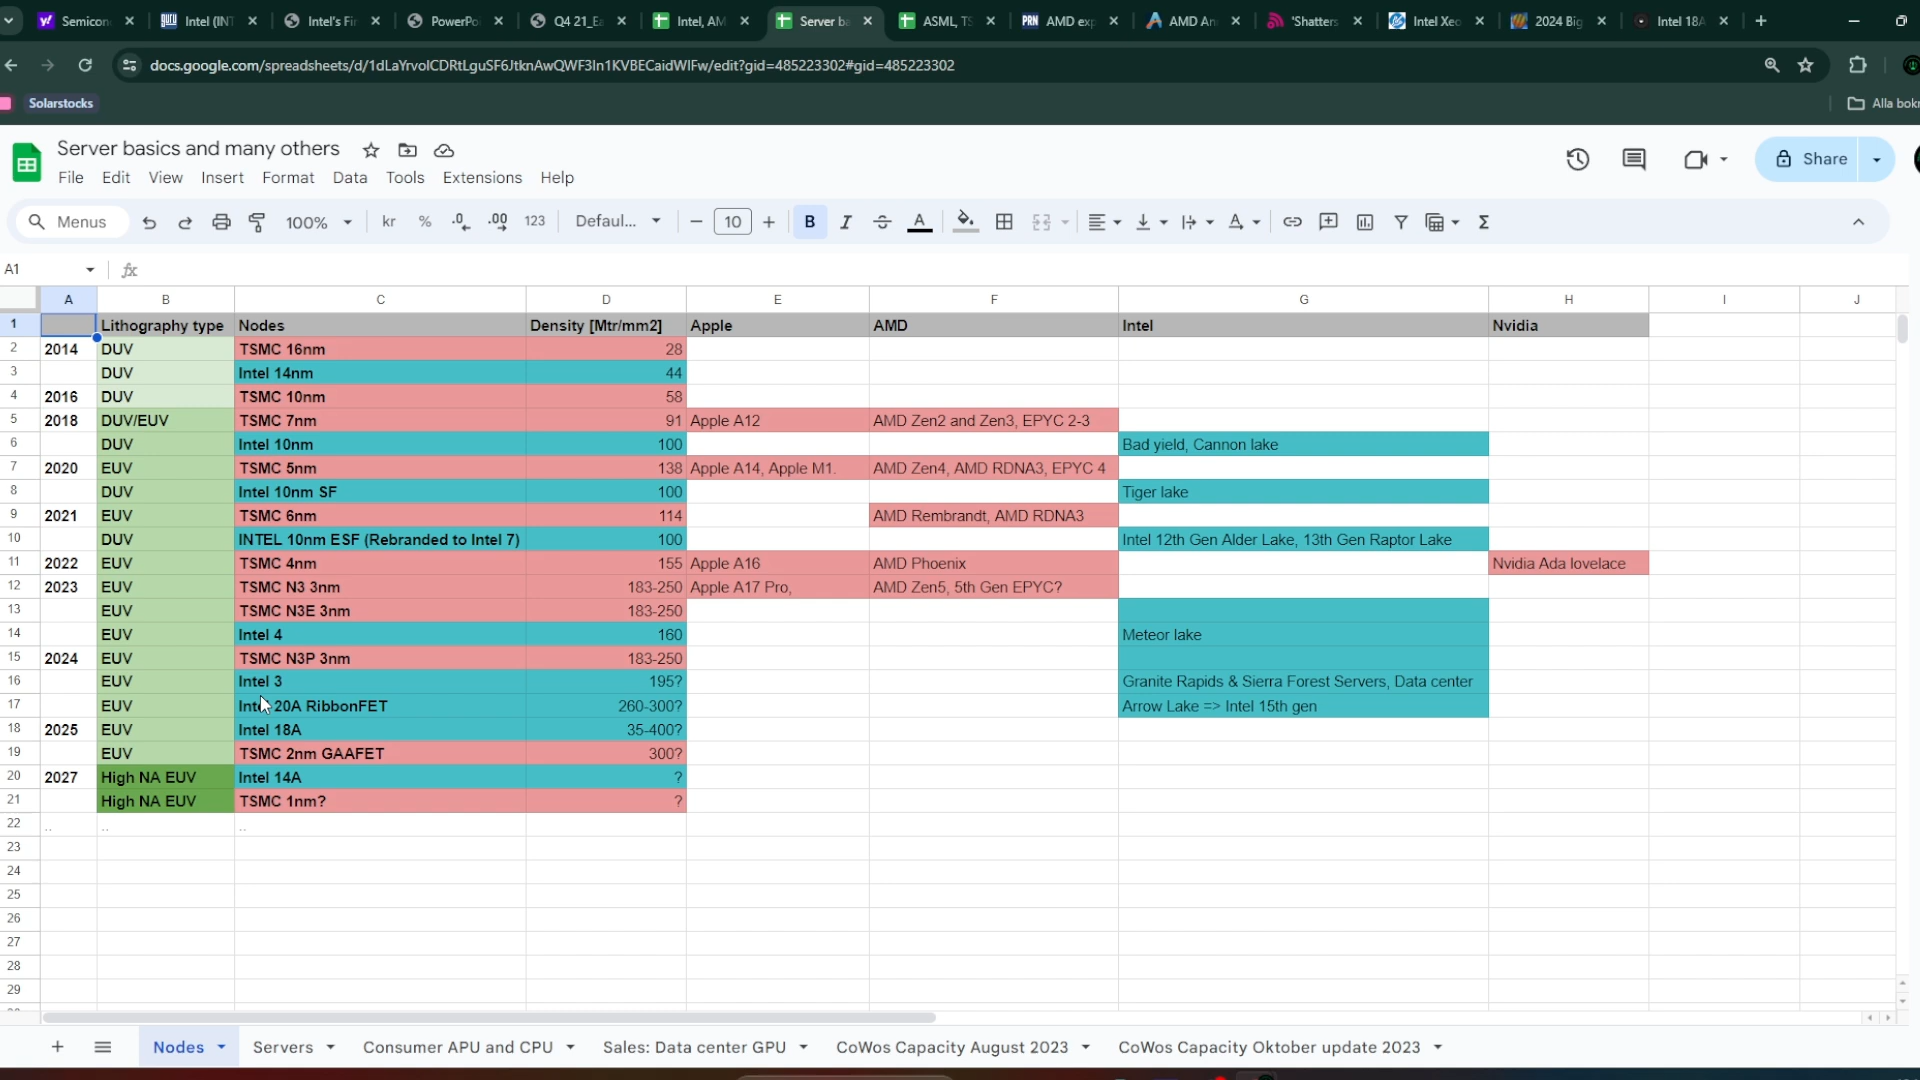 Semicon
Intel (INT
Intel's Fir
PowerPo
Q4 21_Ea
Intel, AM
Server ba
ASML, TS
PRN AMD exp
AMD An
'Shatters
Intel Xeo
2024 Big
Intel 18A
docs.google.com/spreadsheets/d/1dLaYrvoICDRtLguSF6JtknAwQWF3In1KVBECaidWIFw/edit?gid=485223302#gid=485223302
Solarstocks
Alla bokn
Server basics and many others
Share
File Edit View Insert Format Data Tools Extensions Help
Menus 100% kr % .0 .00 123 Defaul... 10 B I S A
A1 fx
A B C D E F G H I J
1 Lithography type Nodes Density [Mtr/mm2] Apple AMD Intel Nvidia
2 2014 DUV TSMC 16nm 28
3 DUV Intel 14nm 44
4 2016 DUV TSMC 10nm 58
5 2018 DUV/EUV TSMC 7nm 91 Apple A12 AMD Zen2 and Zen3, EPYC 2-3
6 DUV Intel 10nm 100 Bad yield, Cannon lake
7 2020 EUV TSMC 5nm 138 Apple A14, Apple M1. AMD Zen4, AMD RDNA3, EPYC 4
8 DUV Intel 10nm SF 100 Tiger lake
9 2021 EUV TSMC 6nm 114 AMD Rembrandt, AMD RDNA3
10 DUV INTEL 10nm ESF (Rebranded to Intel 7) 100 Intel 12th Gen Alder Lake, 13th Gen Raptor Lake
11 2022 EUV TSMC 4nm 155 Apple A16 AMD Phoenix Nvidia Ada lovelace
12 2023 EUV TSMC N3 3nm 183-250 Apple A17 Pro, AMD Zen5, 5th Gen EPYC?
13 EUV TSMC N3E 3nm 183-250
14 EUV Intel 4 160 Meteor lake
15 2024 EUV TSMC N3P 3nm 183-250
16 EUV Intel 3 195? Granite Rapids & Sierra Forest Servers, Data center
17 EUV Intel 20A RibbonFET 260-300? Arrow Lake => Intel 15th gen
18 2025 EUV Intel 18A 35-400?
19 EUV TSMC 2nm GAAFET 300?
20 2027 High NA EUV Intel 14A ?
21 High NA EUV TSMC 1nm? ?
22 .. .. ..
23
24
25
26
27
28
29
Nodes Servers Consumer APU and CPU Sales: Data center GPU CoWos Capacity August 2023 CoWos Capacity Oktober update 2023